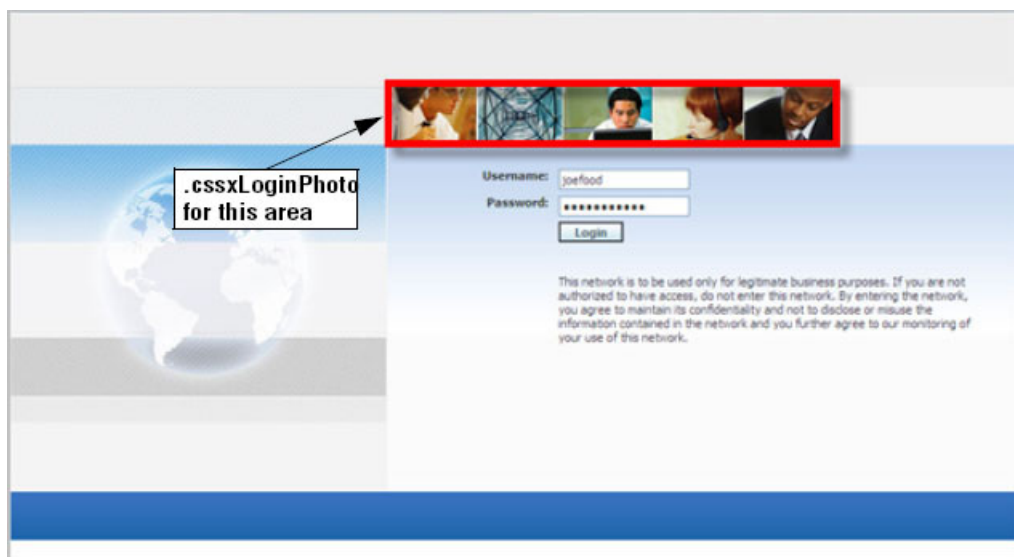 .cssxLoginPhoto
for this area
Username: joefood
Password: •••••••••••
Login
This network is to be used only for legitimate business purposes. If you are not
authorized to have access, do not enter this network. By entering the network,
you agree to maintain its confidentiality and not to disclose or misuse the
information contained in the network and you further agree to our monitoring of
your use of this network.